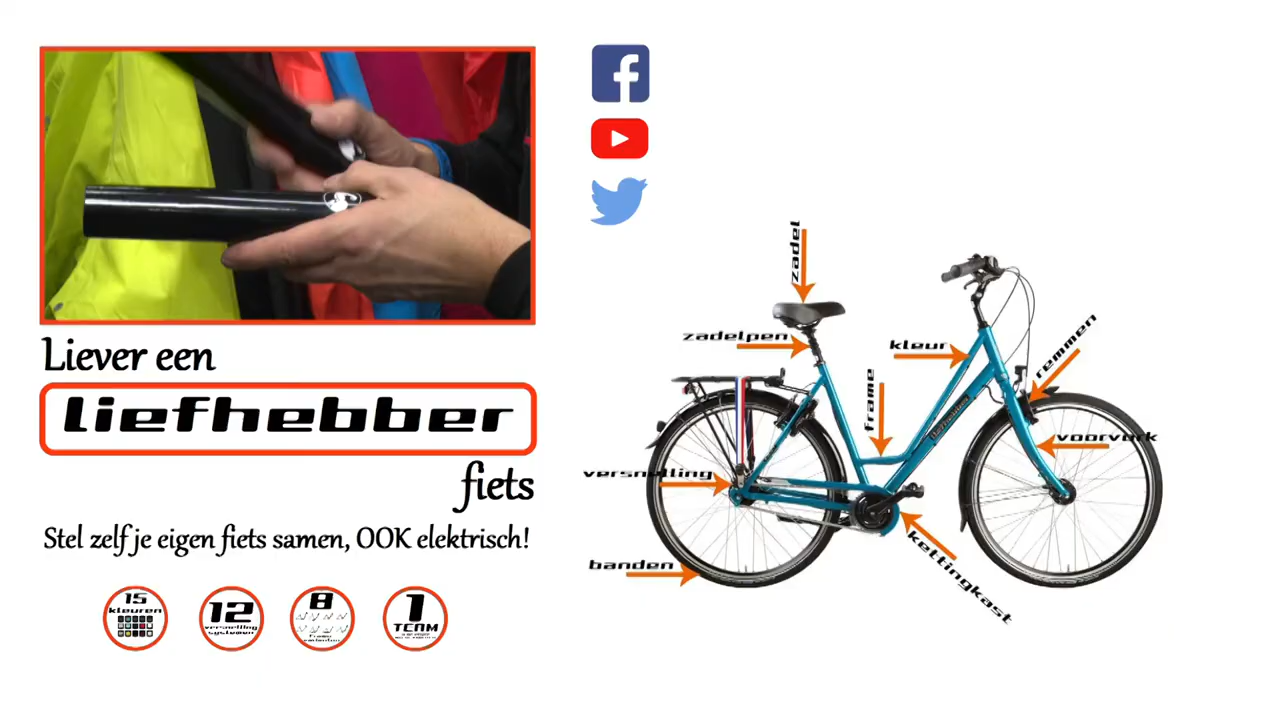 Liever een
liefhebber
fiets
Stel zelf je eigen fiets samen, OOK elektrisch!
15
kleuren
12
versnelling
systemen
8
1
TEAM
zadel
zadelpen
kleur
remmen
frame
voorvork
versnelling
kettingkast
banden